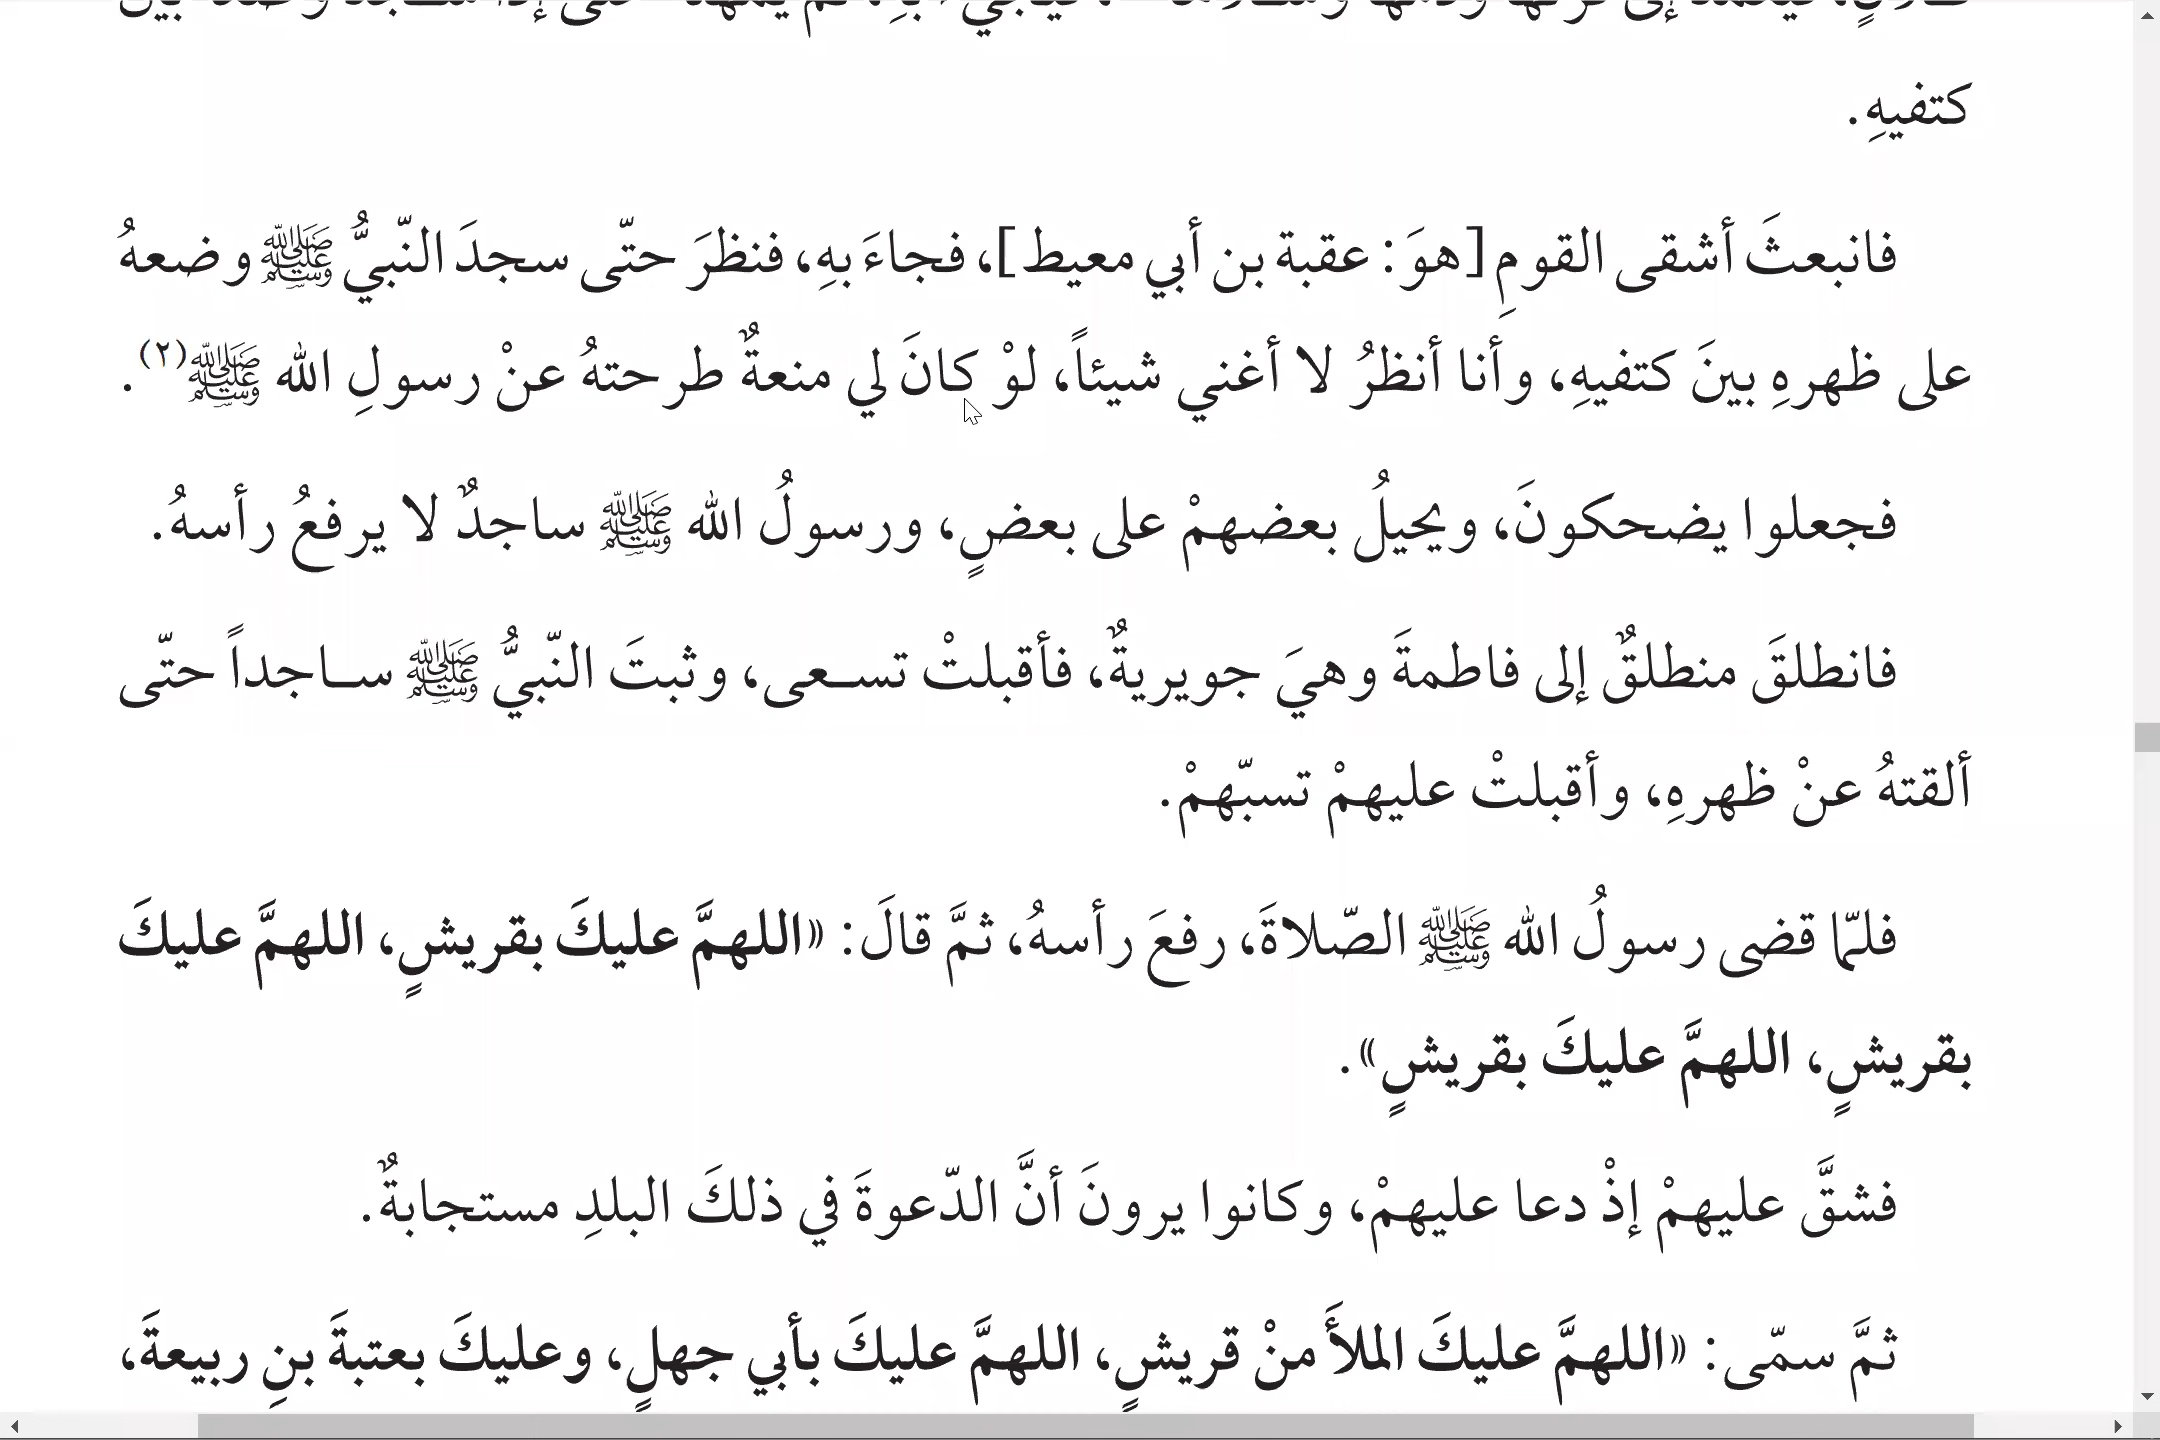 كتفيهِ.
فانبعثَ أشقى القومِ [هوَ: عقبة بن أبي معيط]، فجاءَ بهِ، فنظرَ حتّى سجدَ النّبيُّ ﷺ وضعهُ
على ظهرهِ بينَ كتفيهِ، وأنا أنظرُ لا أغني شيئاً، لوْ كانَ لي منعةٌ طرحتهُ عنْ رسولِ الله ﷺ(٢).
فجعلوا يضحكونَ، ويحيلُ بعضهمْ على بعضٍ، ورسولُ الله ﷺ ساجدٌ لا يرفعُ رأسهُ.
فانطلقَ منطلقٌ إلى فاطمةَ وهيَ جويريةٌ، فأقبلتْ تسـعى، وثبتَ النّبيُّ ﷺ سـاجداً حتّى
ألقتهُ عنْ ظهرهِ، وأقبلتْ عليهمْ تسبّهمْ.
فلمّا قضى رسولُ الله ﷺ الصّلاةَ، رفعَ رأسهُ، ثمَّ قالَ: «اللهمَّ عليكَ بقريشٍ، اللهمَّ عليكَ
بقريشٍ، اللهمَّ عليكَ بقريشٍ».
فشقَّ عليهمْ إذْ دعا عليهمْ، وكانوا يرونَ أنَّ الدّعوةَ في ذلكَ البلدِ مستجابةٌ.
ثمَّ سمّى: «اللهمَّ عليكَ الملأَ منْ قريشٍ، اللهمَّ عليكَ بأبي جهلٍ، وعليكَ بعتبةَ بنِ ربيعةَ،